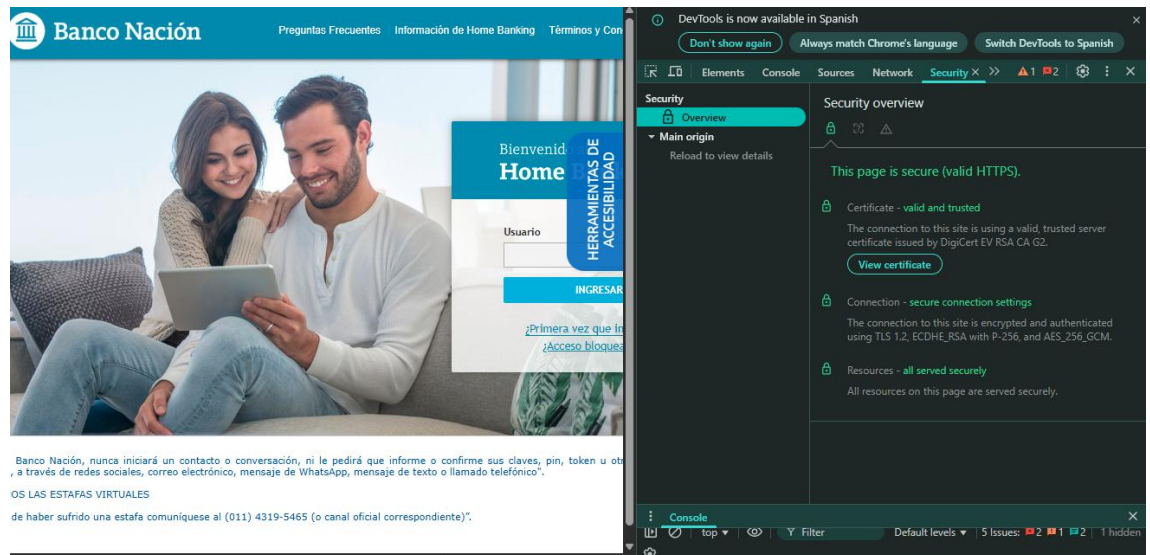 Banco Nación
Preguntas Frecuentes Información de Home Banking Términos y Con
Bienvenid
Home
HERRAMIENTAS DE
ACCESIBILIDAD
Usuario
INGRESAR
¿Primera vez que in
¿Acceso bloquea
Banco Nación, nunca iniciará un contacto o conversación, ni le pedirá que informe o confirme sus claves, pin, token u otr
, a través de redes sociales, correo electrónico, mensaje de WhatsApp, mensaje de texto o llamado telefónico".
OS LAS ESTAFAS VIRTUALES
de haber sufrido una estafa comuníquese al (011) 4319-5465 (o canal oficial correspondiente)”.
DevTools is now available in Spanish
Don't show again Always match Chrome's language Switch DevTools to Spanish
Elements Console Sources Network Security 1 2
Security
Overview
Main origin
Reload to view details
Security overview
This page is secure (valid HTTPS).
Certificate - valid and trusted
The connection to this site is using a valid, trusted server
certificate issued by DigiCert EV RSA CA G2.
View certificate
Connection - secure connection settings
The connection to this site is encrypted and authenticated
using TLS 1.2, ECDHE_RSA with P-256, and AES_256_GCM.
Resources - all served securely
All resources on this page are served securely.
Console
top Filter Default levels 5 Issues: 2 1 2 1 hidden